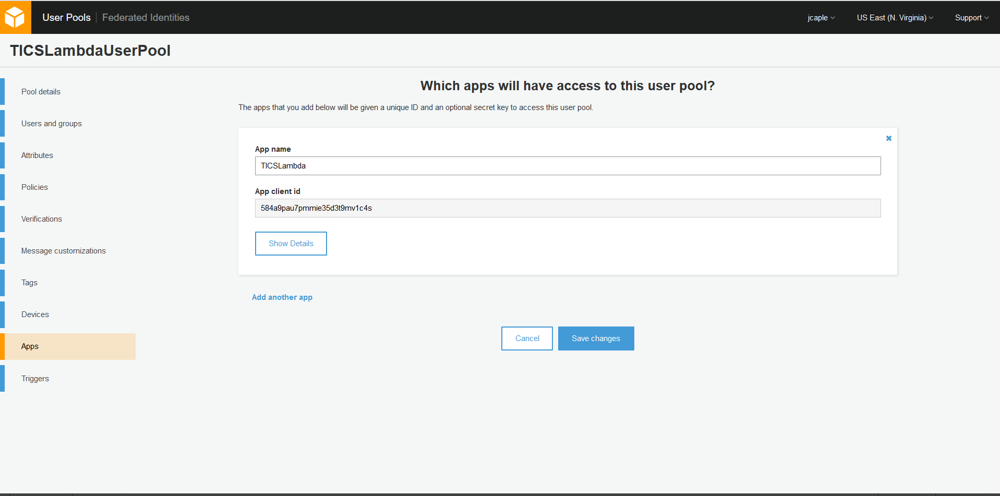 User Pools Federated Identities jcaple US East (N. Virginia) Support
TICSLambdaUserPool
Pool details
Users and groups
Attributes
Policies
Verifications
Message customizations
Tags
Devices
Apps
Triggers
Which apps will have access to this user pool?
The apps that you add below will be given a unique ID and an optional secret key to access this user pool.
App name
TICSLambda
App client id
584a9pau7pmmie35d3t9mv1c4s
Show Details
Add another app
Cancel Save changes